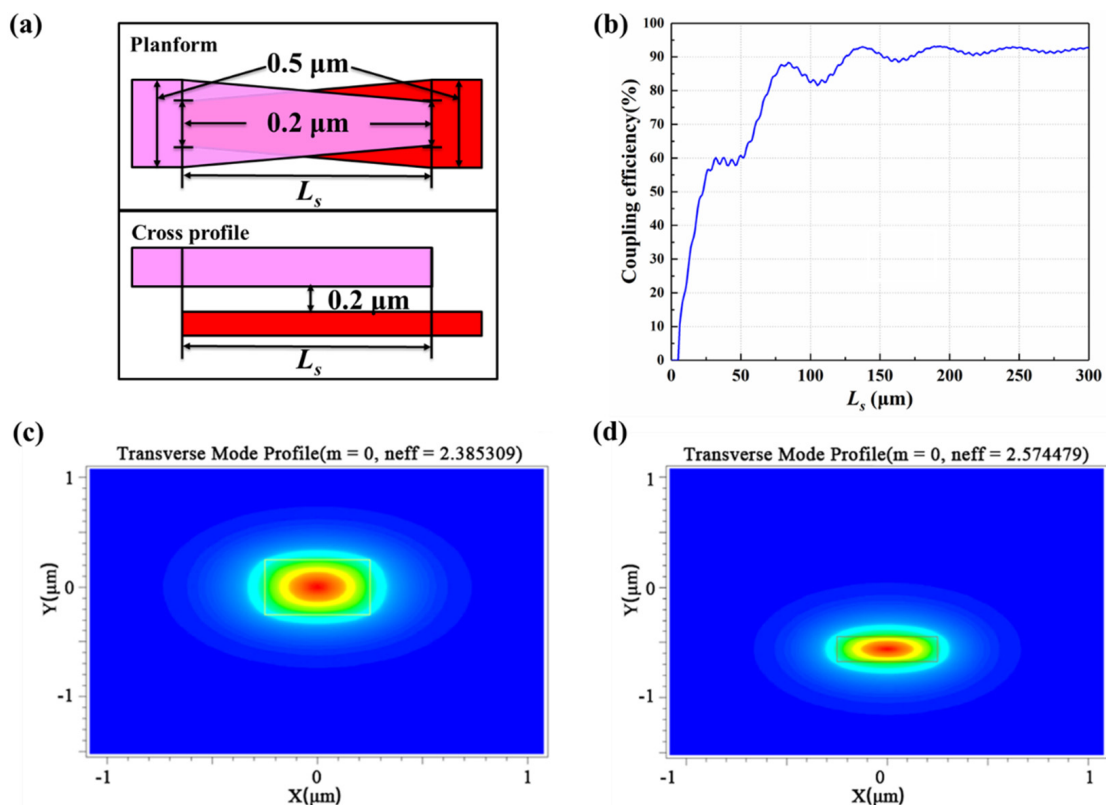 (a)
Planform
0.5 μm
0.2 μm
Ls
Cross profile
0.2 μm
Ls
(b)
Coupling efficiency(%)
100
90
80
70
60
50
40
30
20
10
0
0 50 100 150 200 250 300
Ls (μm)
(c)
Transverse Mode Profile(m = 0, neff = 2.385309)
Y(μm)
1
0
-1
-1 0 1
X(μm)
(d)
Transverse Mode Profile(m = 0, neff = 2.574479)
Y(μm)
1
0
-1
-1 0 1
X(μm)